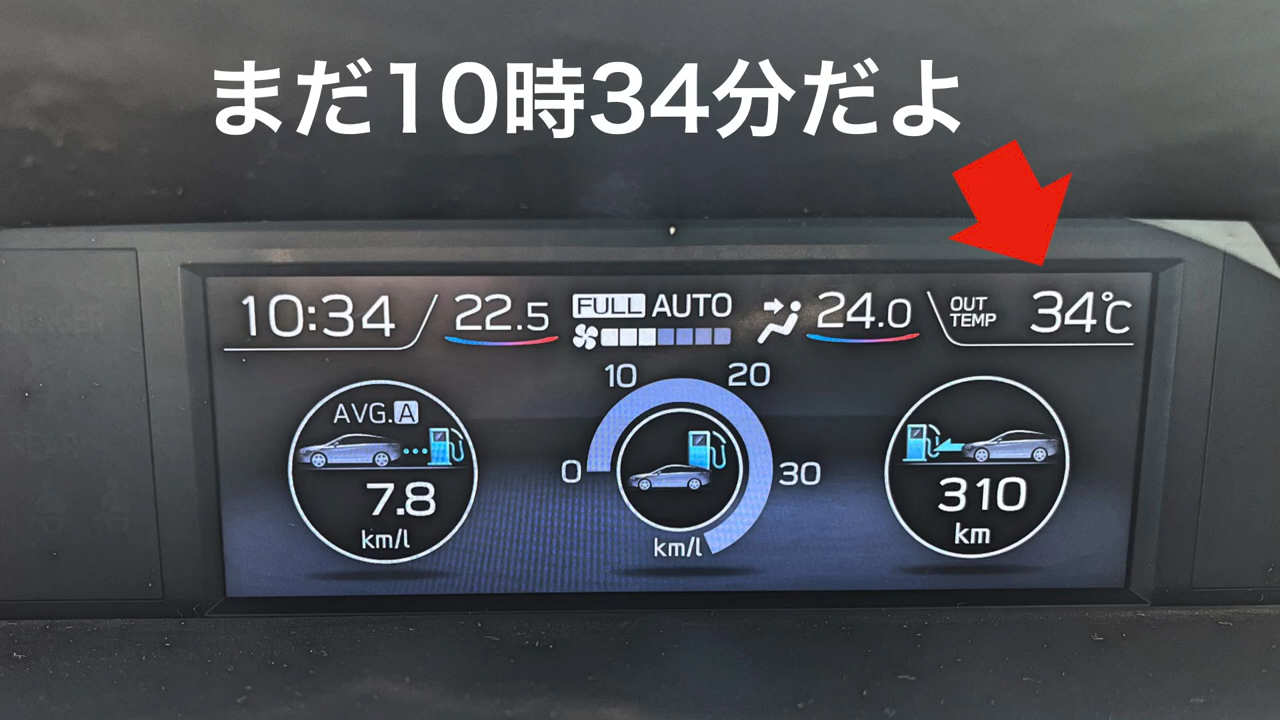 まだ10時34分だよ
10:34 22.5 FULL AUTO 24.0 OUT TEMP 34℃
10 20
AVG.A
0 30
7.8 310
km/l km/l km